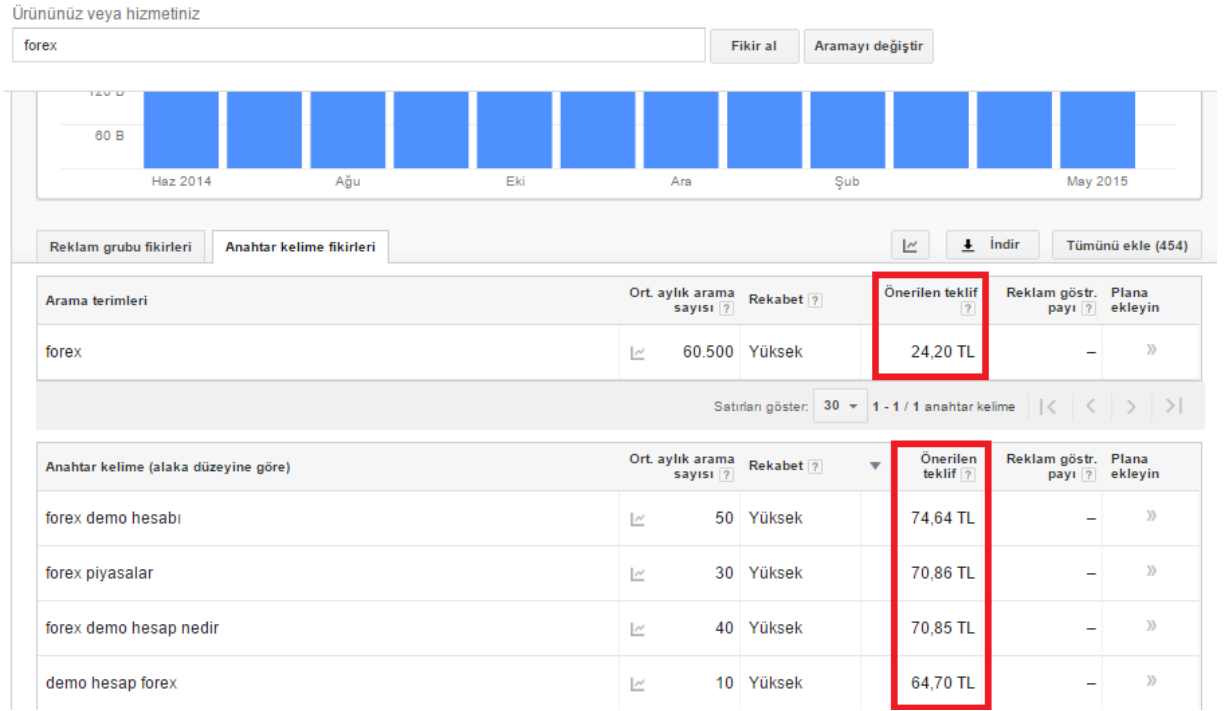 Ürününüz veya hizmetiniz
forex
Fikir al
Aramayı değiştir
120 B
60 B
Haz 2014 Ağu Eki Ara Şub May 2015
Reklam grubu fikirleri
Anahtar kelime fikirleri
İndir
Tümünü ekle (454)
Arama terimleri
Ort. aylık arama
sayısı ?
Rekabet ?
Önerilen teklif
?
Reklam göstr.
payı ?
Plana
ekleyin
forex 60.500 Yüksek 24,20 TL – »
Satırları göster: 30 1 - 1 / 1 anahtar kelime
Anahtar kelime (alaka düzeyine göre)
Ort. aylık arama
sayısı ?
Rekabet ?
Önerilen
teklif ?
Reklam göstr.
payı ?
Plana
ekleyin
forex demo hesabı 50 Yüksek 74,64 TL – »
forex piyasalar 30 Yüksek 70,86 TL – »
forex demo hesap nedir 40 Yüksek 70,85 TL – »
demo hesap forex 10 Yüksek 64,70 TL – »